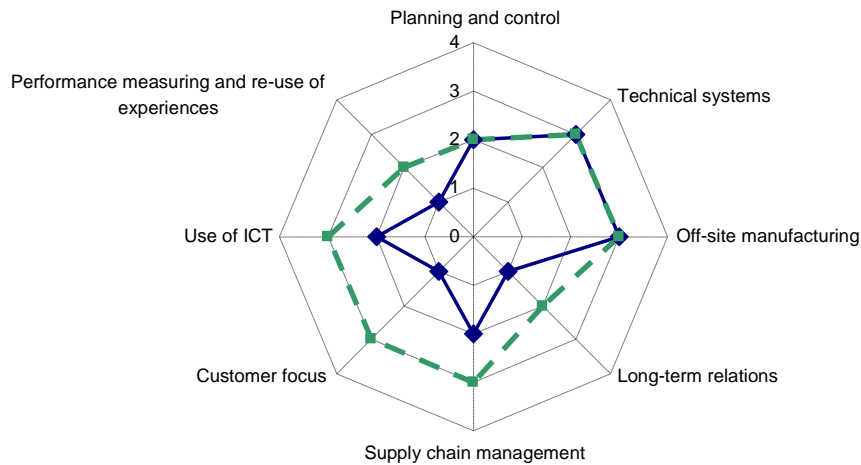 Planning and control
4
Performance measuring and re-use of
experiences
3
Technical systems
2
1
Use of ICT
0
Off-site manufacturing
Customer focus
Long-term relations
Supply chain management